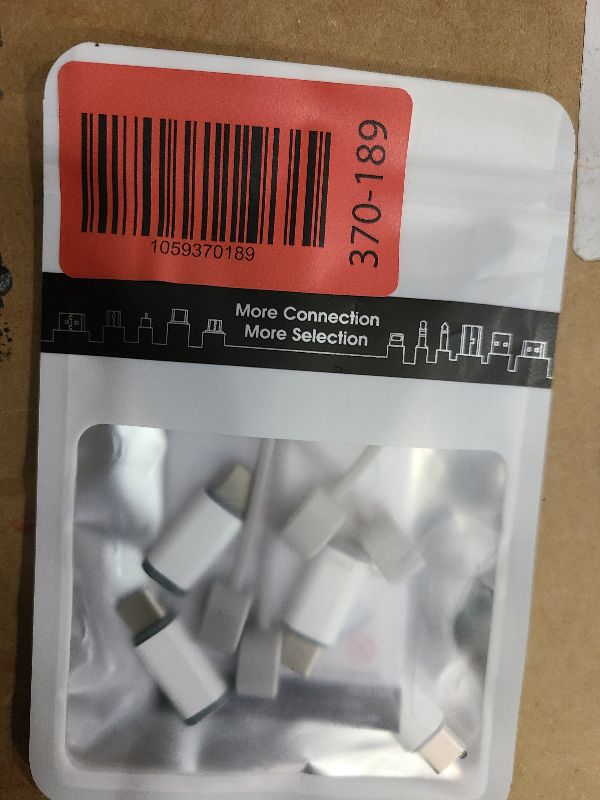 1059370189
370-189
More Connection
More Selection